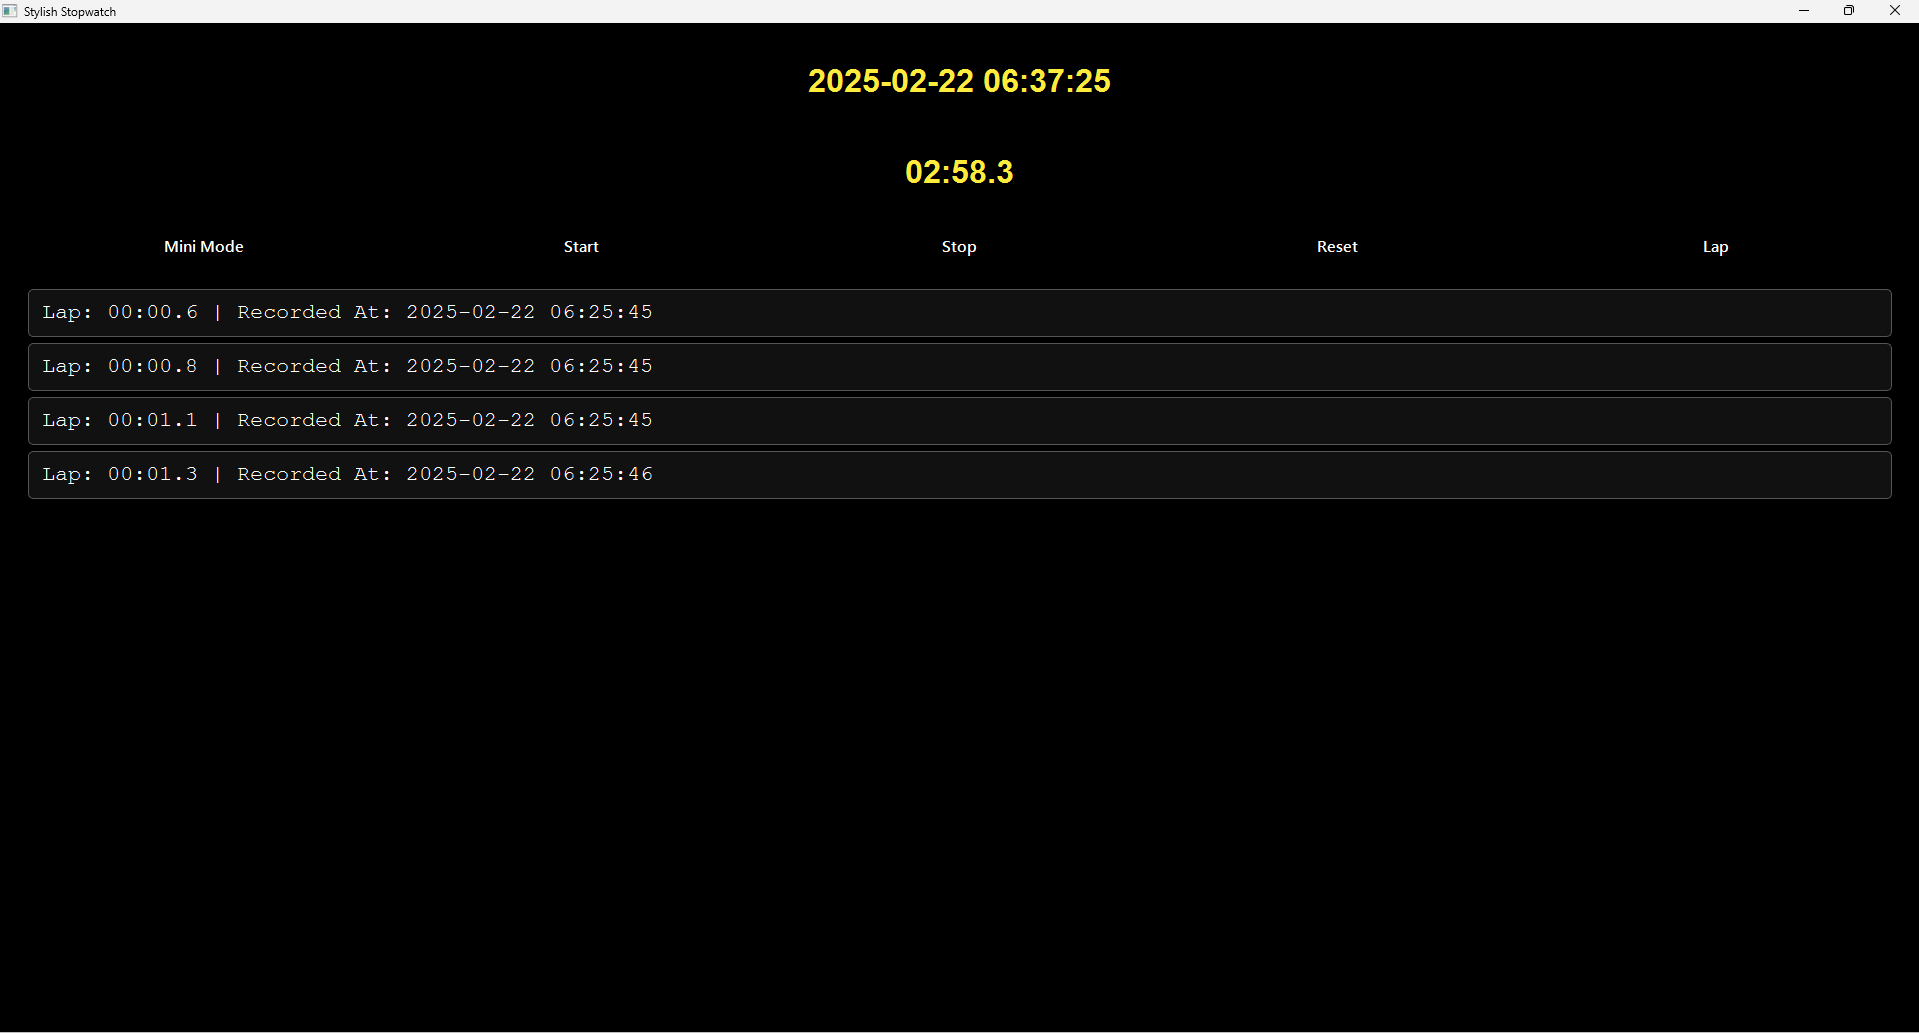 Stylish Stopwatch
2025-02-22 06:37:25
02:58.3
Mini Mode Start Stop Reset Lap
Lap: 00:00.6 | Recorded At: 2025-02-22 06:25:45
Lap: 00:00.8 | Recorded At: 2025-02-22 06:25:45
Lap: 00:01.1 | Recorded At: 2025-02-22 06:25:45
Lap: 00:01.3 | Recorded At: 2025-02-22 06:25:46